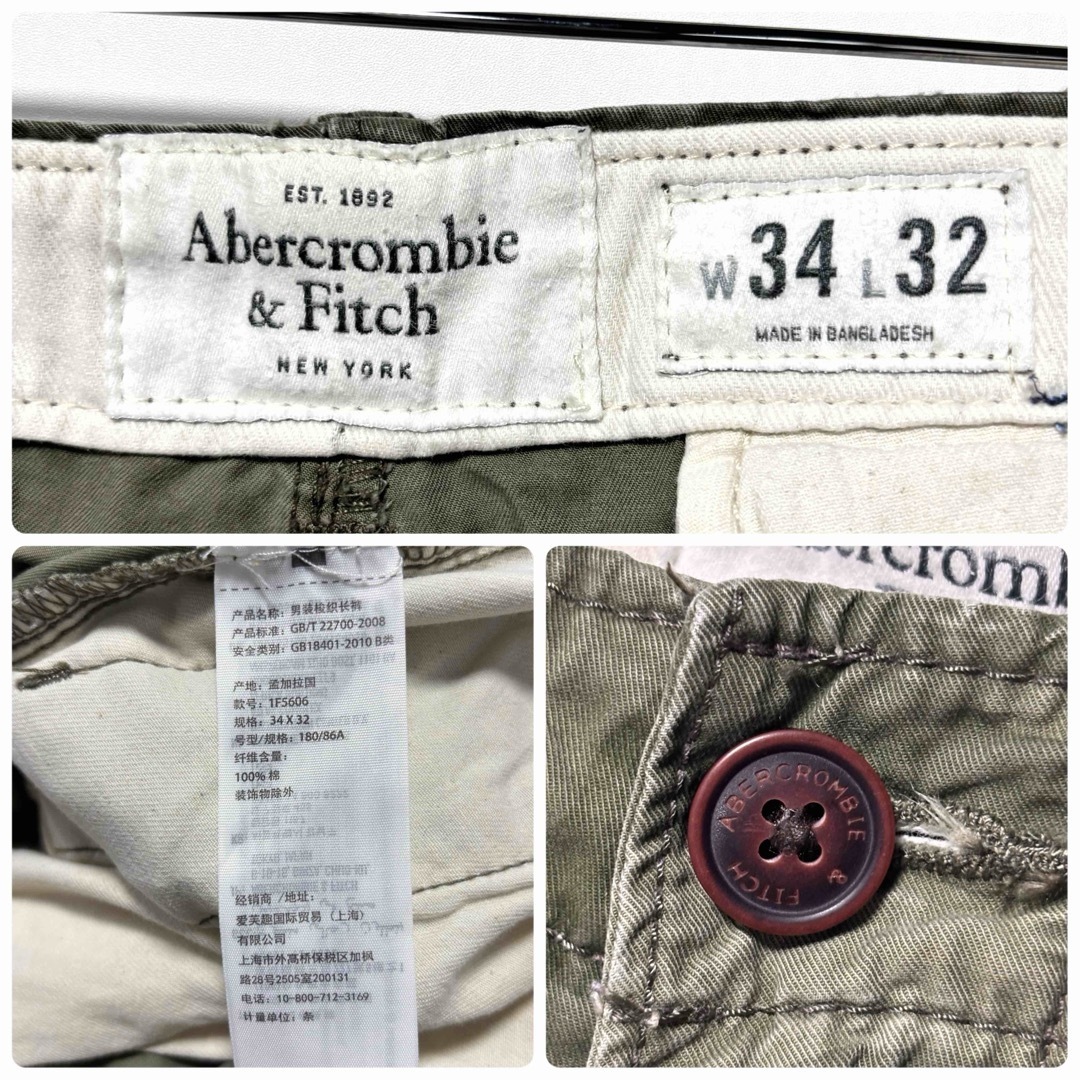 EST. 1892
Abercrombie
& Fitch
NEW YORK
W 34 L 32
MADE IN BANGLADESH
产品名称：男装梭织长裤
产品标准：GB/T 22700-2008
安全类别：GB18401-2010 B类
产地：孟加拉国
款号：1F5606
规格：34 X 32
号型/规格：180/86A
纤维含量：
100% 棉
装饰物除外
经销商 /地址：
爱芙趣国际贸易（上海）
有限公司
上海市外高桥保税区加枫
路28号2505室200131
电话：10-800-712-3169
计量单位：条
ABERCROMBIE
& FITCH